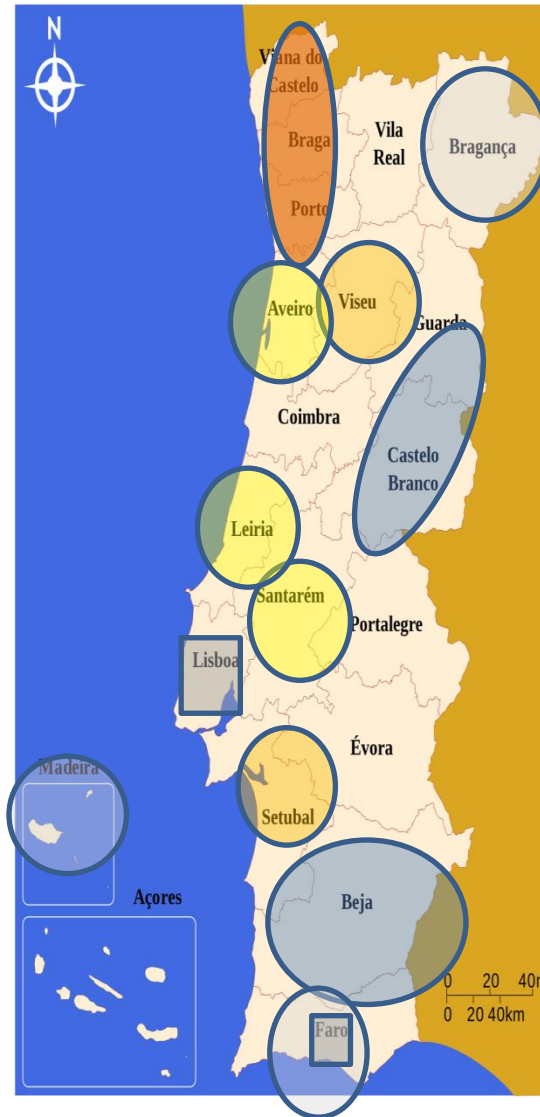 N
Viana do
Castelo
Braga
Vila
Real
Bragança
Porto
Aveiro
Viseu
Guarda
Coimbra
Castelo
Branco
Leiria
Santarém
Portalegre
Lisboa
Évora
Madeira
Setubal
Açores
Beja
0 20 40m
0 20 40km
Faro